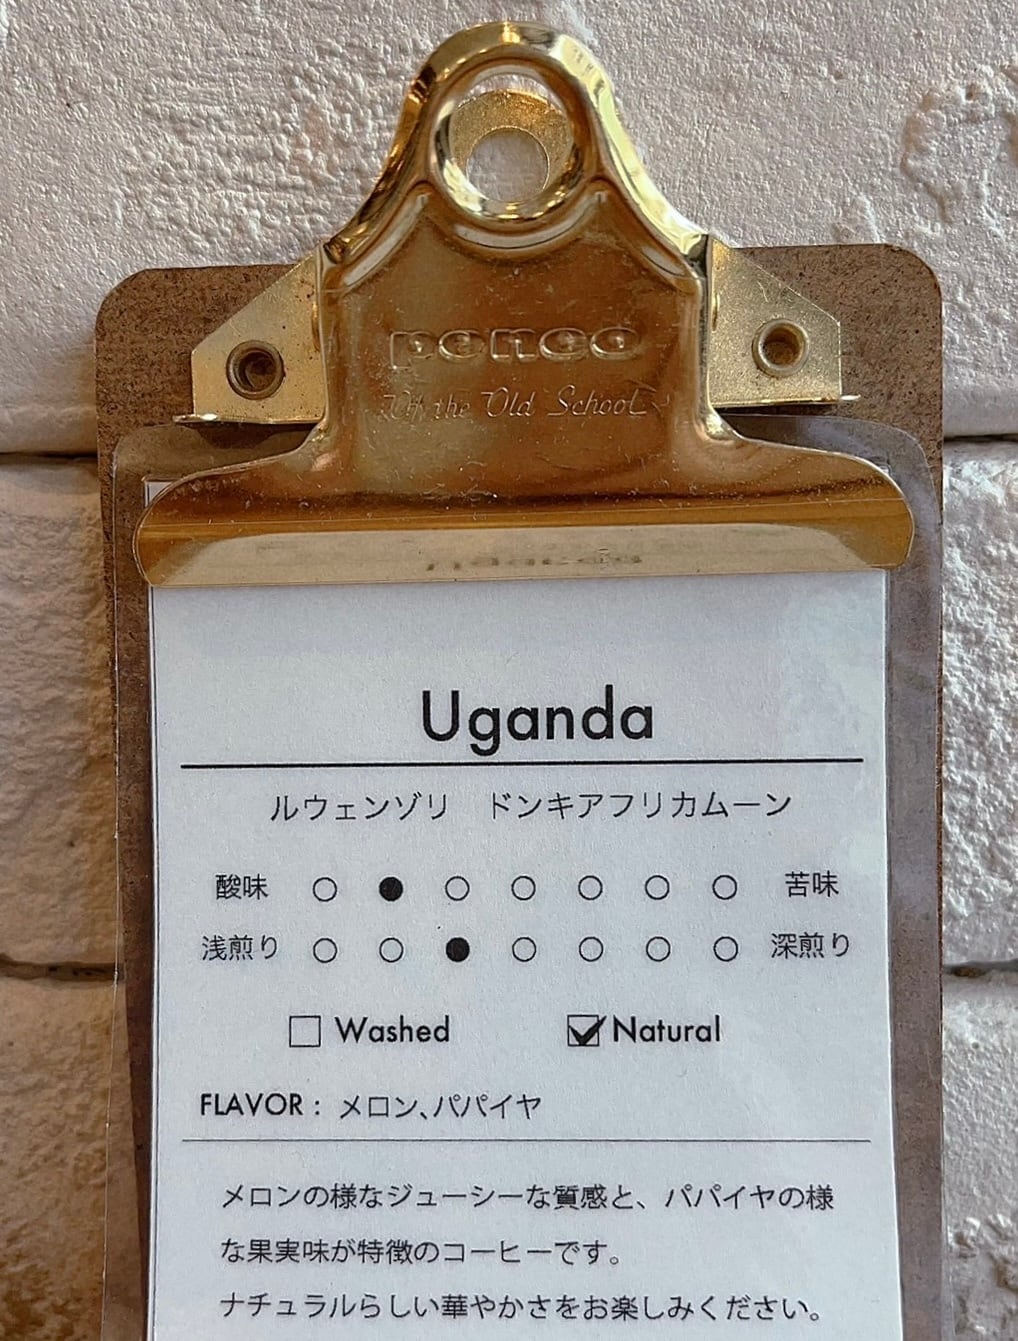 penco
Old School
Uganda
ルウェンゾリ　ドンキアフリカムーン
酸味 ○ ● ○ ○ ○ ○ ○ 苦味
浅煎り ○ ○ ● ○ ○ ○ ○ 深煎り
☐ Washed ☑ Natural
FLAVOR : メロン、パパイヤ
メロンの様なジューシーな質感と、パパイヤの様
な果実味が特徴のコーヒーです。
ナチュラルらしい華やかさをお楽しみください。